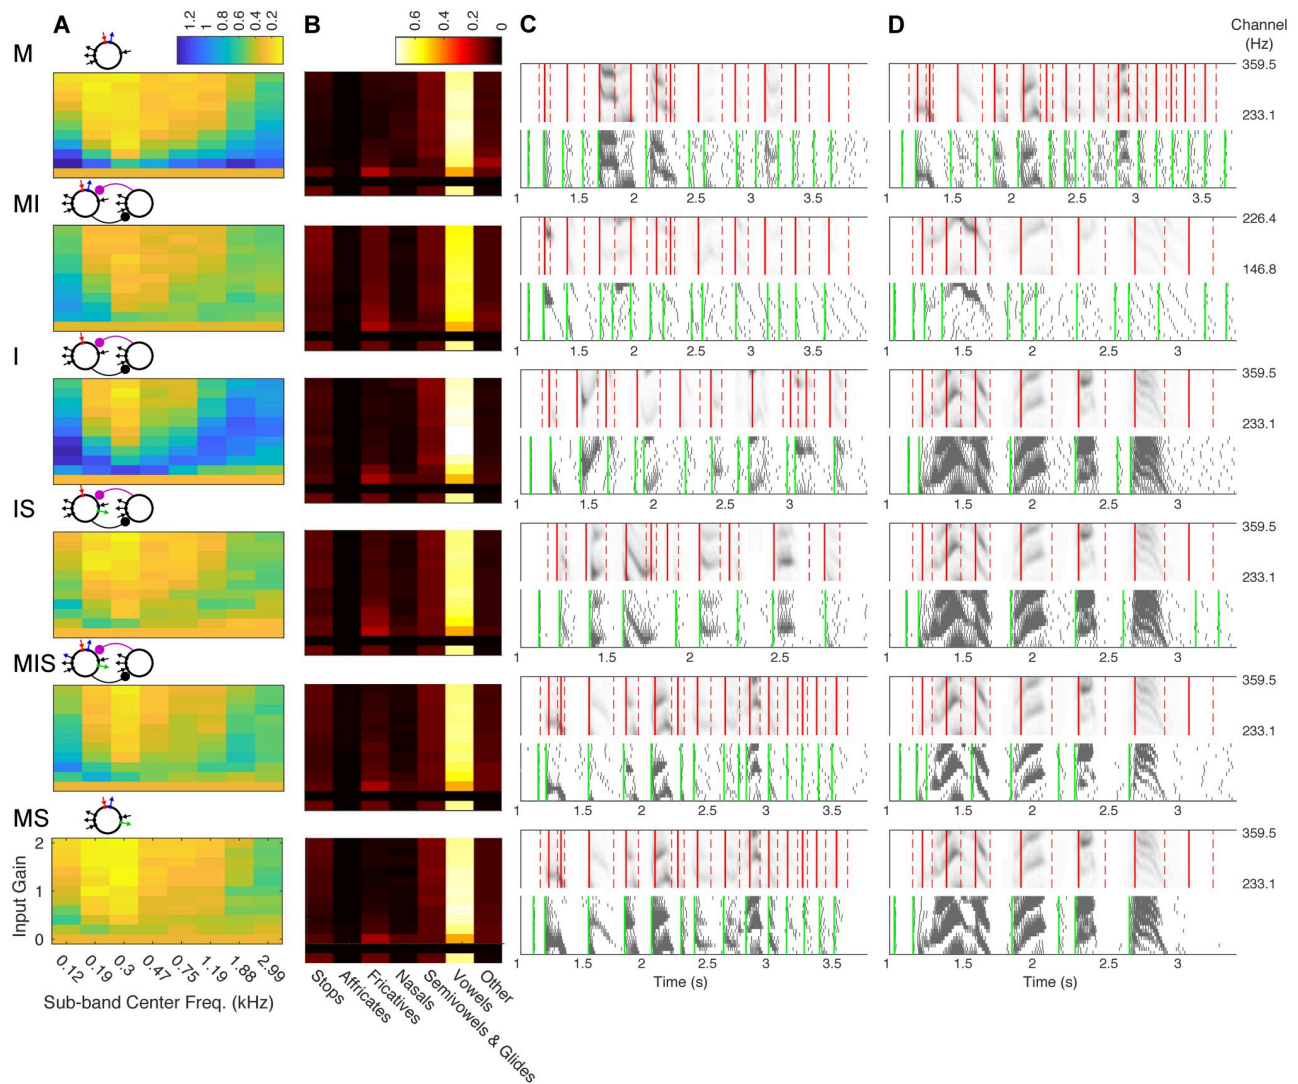 A
1.2
1
0.8
0.6
0.4
0.2
B
0.6
0.4
0.2
0
C
D
Channel
(Hz)
M
359.5
233.1
1 1.5 2 2.5 3 3.5
1 1.5 2 2.5 3 3.5
MI
226.4
146.8
1 1.5 2 2.5 3 3.5
1 1.5 2 2.5 3
I
359.5
233.1
1 1.5 2 2.5 3
1 1.5 2 2.5 3
IS
359.5
233.1
1 1.5 2 2.5
1 1.5 2 2.5 3
MIS
359.5
233.1
1 1.5 2 2.5 3 3.5
1 1.5 2 2.5 3
MS
359.5
233.1
Input Gain
2
1
0
0.12 0.19 0.3 0.47 0.75 1.19 1.88 2.99
Sub-band Center Freq. (kHz)
Stops
Affricates
Fricatives
Nasals
Semivowels & Glides
Vowels
Other
1 1.5 2 2.5 3 3.5
Time (s)
1 1.5 2 2.5 3
Time (s)